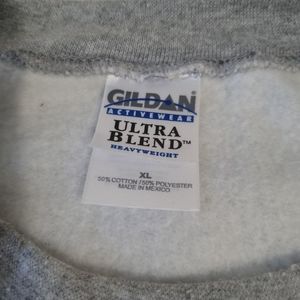 GILDAN
ACTIVEWEAR
ULTRA
BLEND™
HEAVYWEIGHT
XL
50% COTTON / 50% POLYESTER
MADE IN MEXICO